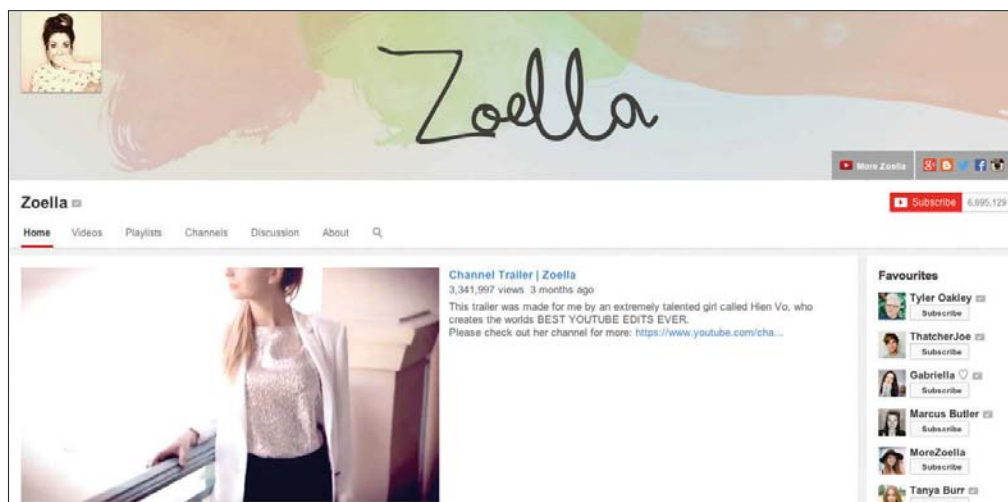 Zoella
More Zoella
Zoella
Subscribe 6,695,129
Home Videos Playlists Channels Discussion About
Channel Trailer | Zoella
3,341,997 views 3 months ago
This trailer was made for me by an extremely talented girl called Hien Vo, who
creates the worlds BEST YOUTUBE EDITS EVER.
Please check out her channel for more: https://www.youtube.com/cha...
Favourites
Tyler Oakley
Subscribe
ThatcherJoe
Subscribe
Gabriella ♡
Subscribe
Marcus Butler
Subscribe
MoreZoella
Subscribe
Tanya Burr